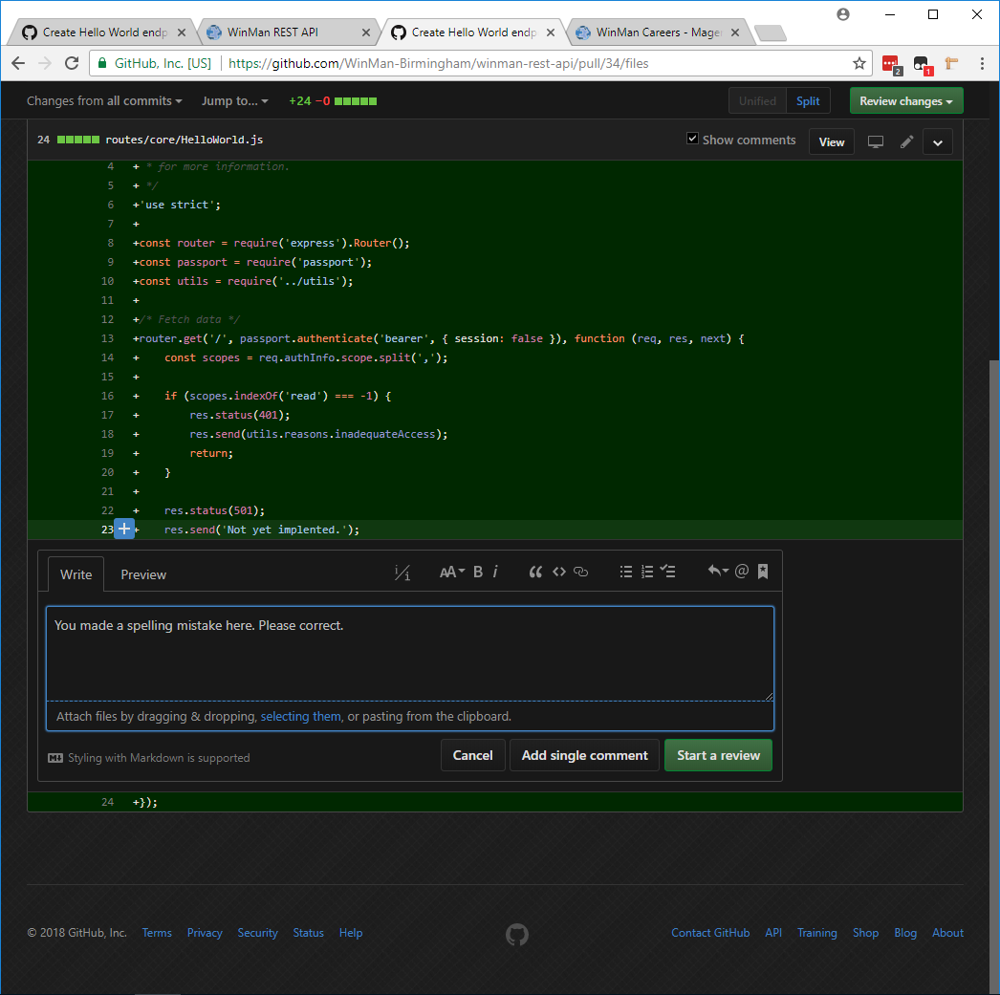 Create Hello World endp
WinMan REST API
Create Hello World endp
WinMan Careers - Mager
GitHub, Inc. [US]
https://github.com/WinMan-Birmingham/winman-rest-api/pull/34/files
2
1
Changes from all commits
Jump to...
+24 −0
Unified
Split
Review changes
24
routes/core/HelloWorld.js
Show comments
View
4 + * for more information.
5 + */
6 +'use strict';
7 +
8 +const router = require('express').Router();
9 +const passport = require('passport');
10 +const utils = require('../utils');
11 +
12 +/* Fetch data */
13 +router.get('/', passport.authenticate('bearer', { session: false }), function (req, res, next) {
14 +    const scopes = req.authInfo.scope.split(',');
15 +
16 +    if (scopes.indexOf('read') === -1) {
17 +        res.status(401);
18 +        res.send(utils.reasons.inadequateAccess);
19 +        return;
20 +    }
21 +
22 +    res.status(501);
23 +    res.send('Not yet implented.');
Write
Preview
AA B i
You made a spelling mistake here. Please correct.
Attach files by dragging & dropping, selecting them, or pasting from the clipboard.
Styling with Markdown is supported
Cancel
Add single comment
Start a review
24 +});
© 2018 GitHub, Inc. Terms Privacy Security Status Help
Contact GitHub API Training Shop Blog About